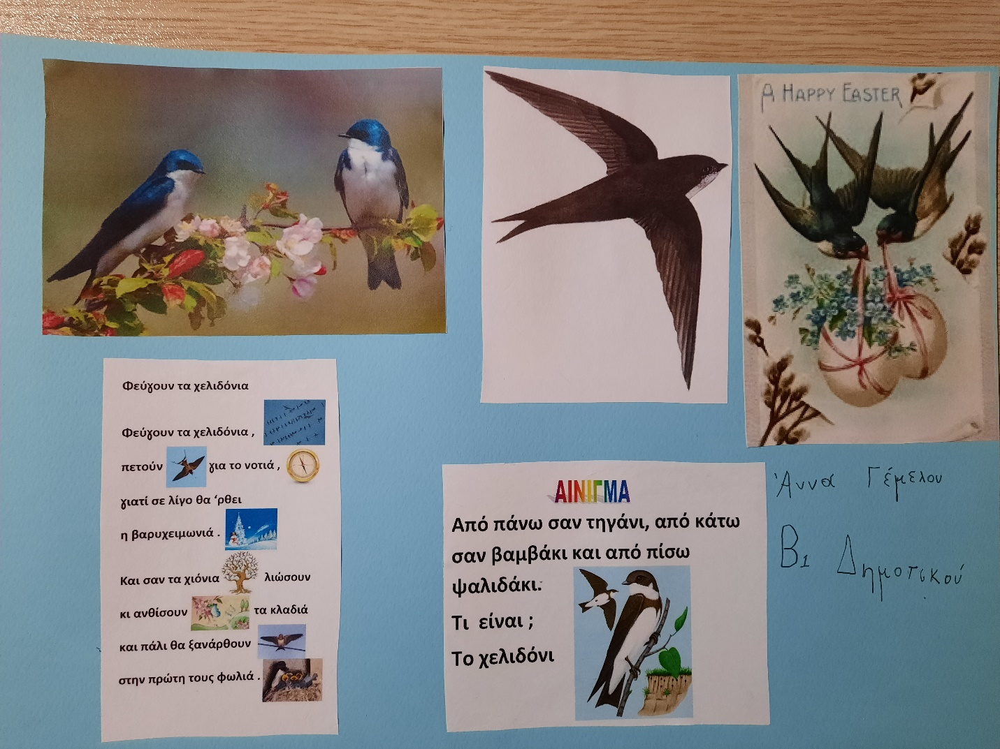 A HAPPY EASTER
Φεύγουν τα χελιδόνια
Φεύγουν τα χελιδόνια ,
πετούν για το νοτιά ,
γιατί σε λίγο θα ‘ρθει
η βαρυχειμωνιά .
Και σαν τα χιόνια λιώσουν
κι ανθίσουν τα κλαδιά
και πάλι θα ξανάρθουν
στην πρώτη τους φωλιά .
ΑΙΝΙΓΜΑ
Από πάνω σαν τηγάνι, από κάτω
σαν βαμβάκι και από πίσω
ψαλιδάκι.
Τι είναι ;
Το χελιδόνι
Άννα Γέμελου
Β1 Δημοτικού